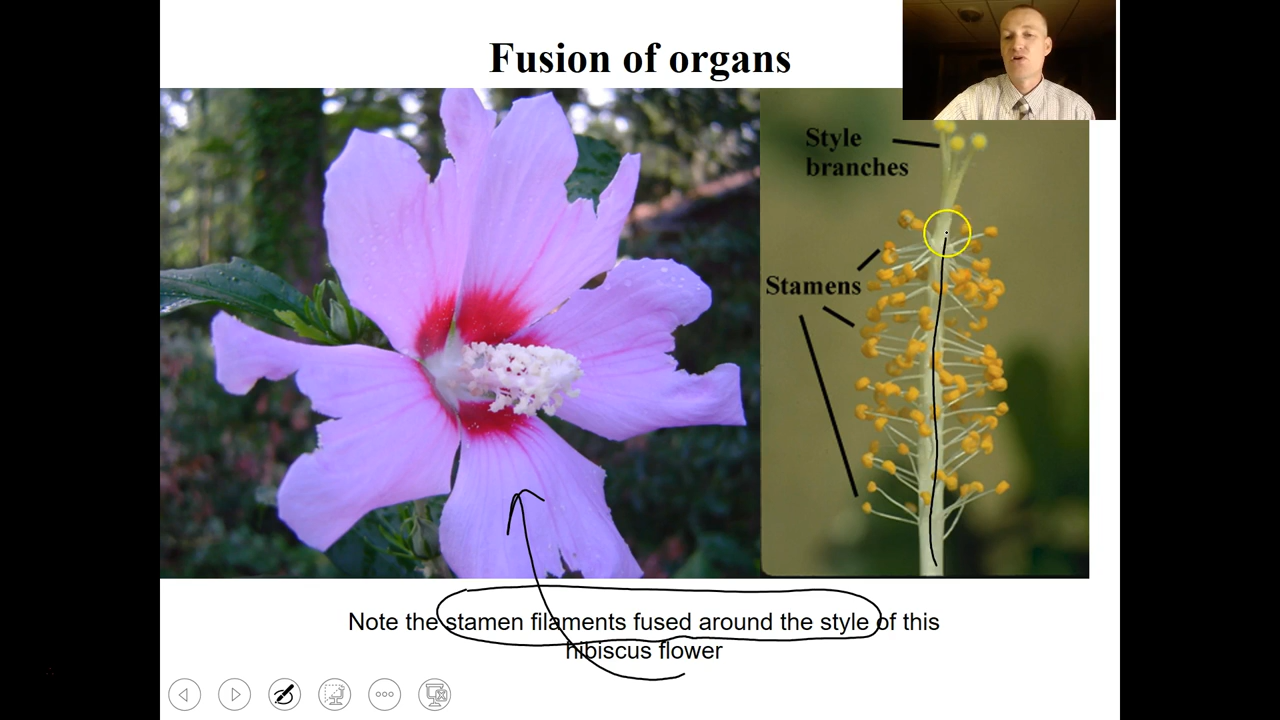 Fusion of organs
Style
branches
Stamens
Note the stamen filaments fused around the style of this
hibiscus flower